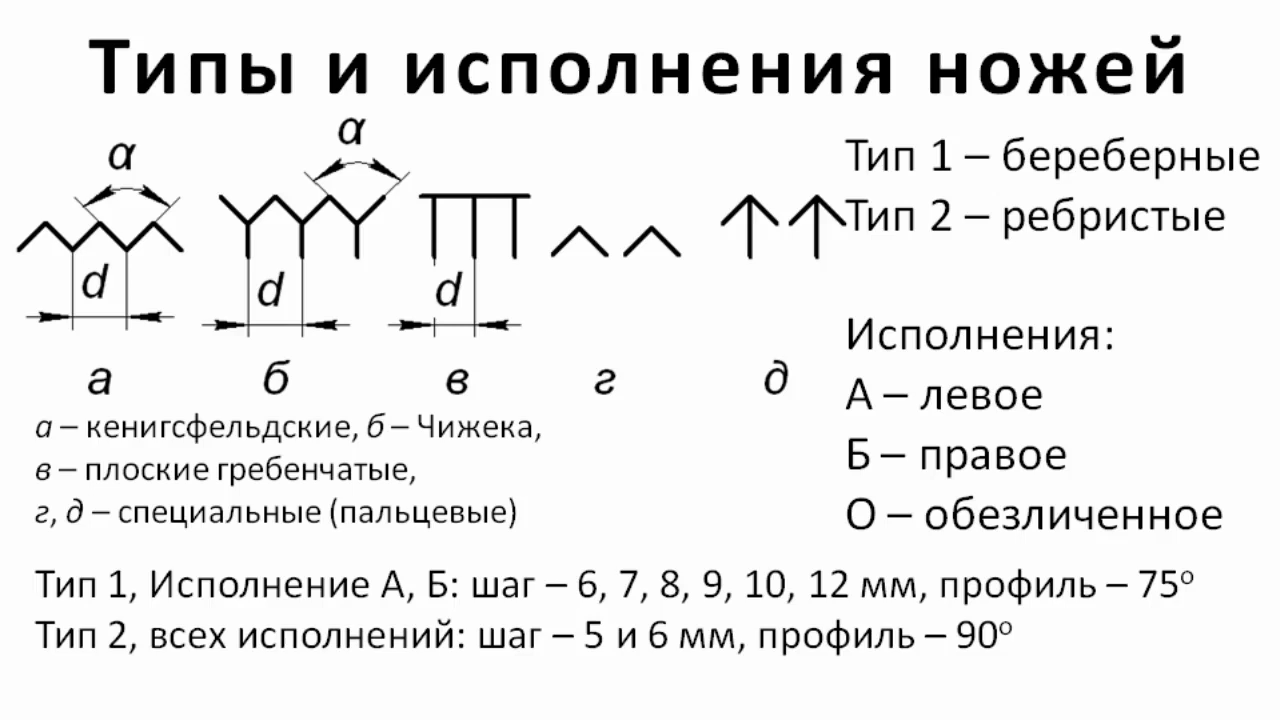 Типы и исполнения ножей
α
α
d
d
d
а
б
в
г
д
а – кенигсфельдские, б – Чижека,
в – плоские гребенчатые,
г, д – специальные (пальцевые)
Тип 1 – береберные
Тип 2 – ребристые
Исполнения:
А – левое
Б – правое
О – обезличенное
Тип 1, Исполнение А, Б: шаг – 6, 7, 8, 9, 10, 12 мм, профиль – 75º
Тип 2, всех исполнений: шаг – 5 и 6 мм, профиль – 90º